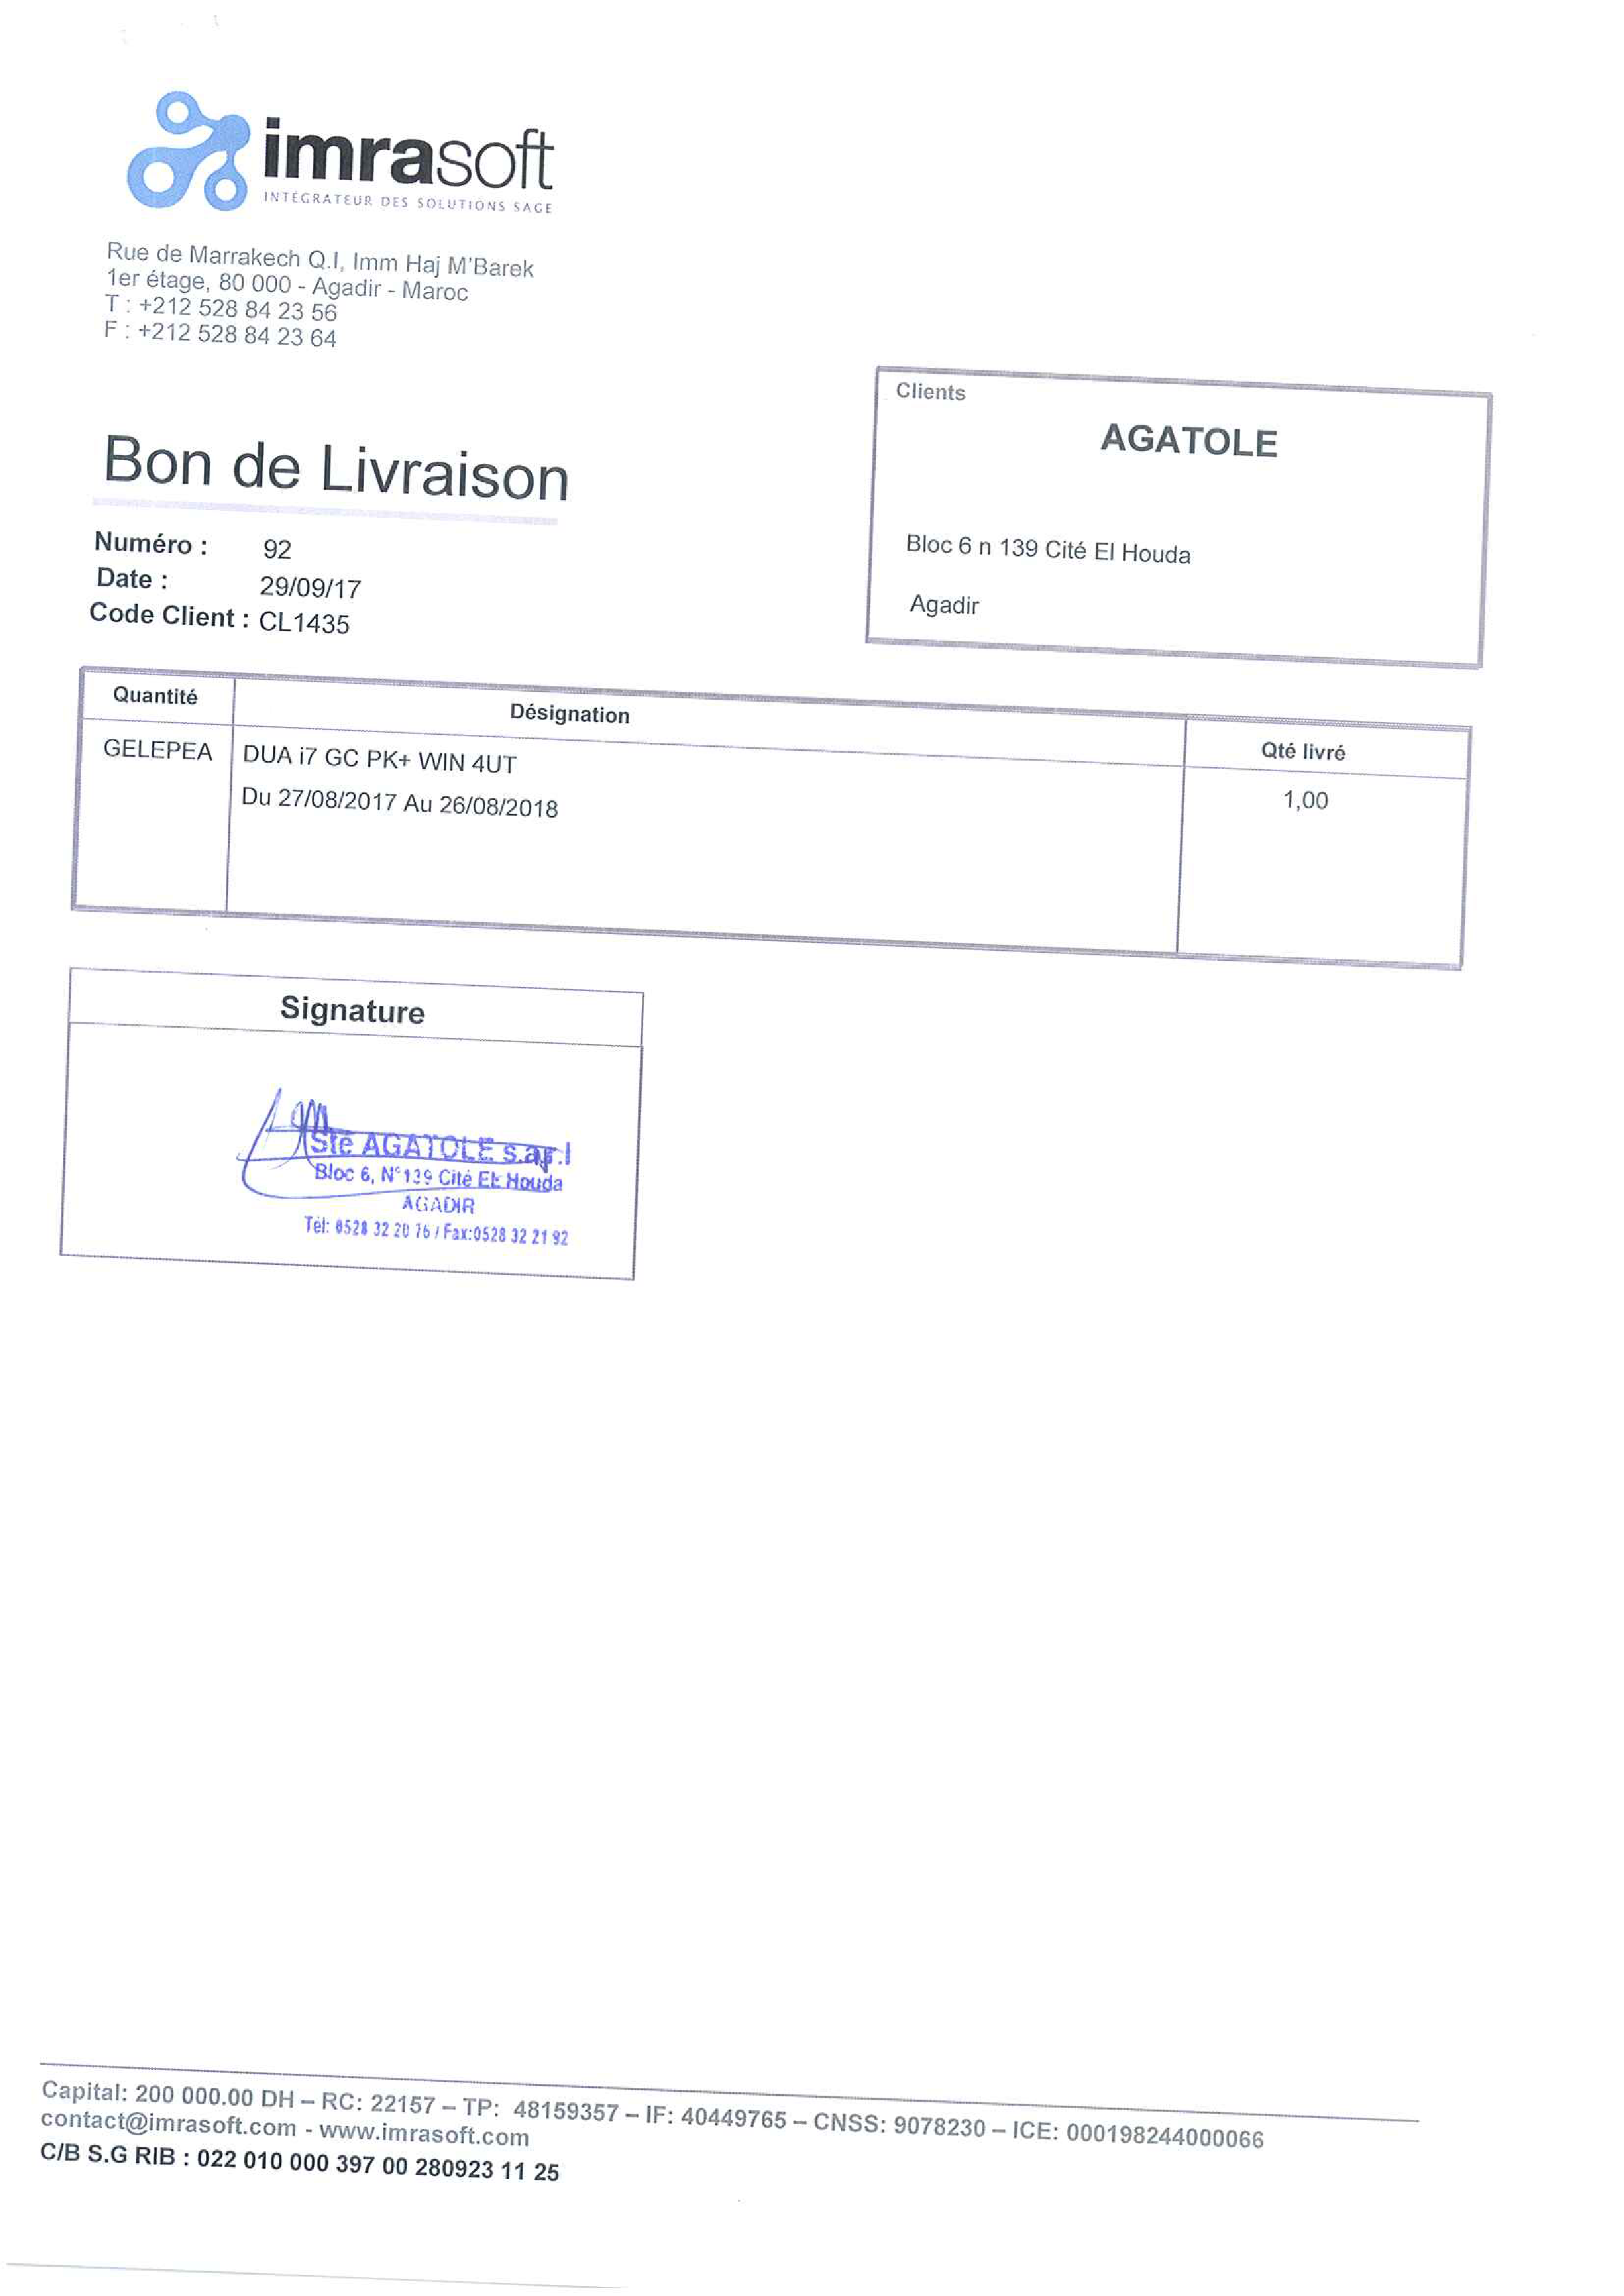 imrasoft
INTÉGRATEUR DES SOLUTIONS SAGE
Rue de Marrakech Q.I, Imm Haj M'Barek
1er étage, 80 000 - Agadir - Maroc
T : +212 528 84 23 56
F : +212 528 84 23 64
Clients
AGATOLE
Bloc 6 n 139 Cité El Houda
Agadir
Bon de Livraison
Numéro : 92
Date : 29/09/17
Code Client : CL1435
Quantité Désignation Qté livré
GELEPEA DUA i7 GC PK+ WIN 4UT 1,00
Du 27/08/2017 Au 26/08/2018
Signature
Sté AGATOLE s.a.r.l
Bloc 6, N°139 Cité EL Houda
AGADIR
Tél: 0528 32 20 76 / Fax:0528 32 21 92
Capital: 200 000.00 DH – RC: 22157 – TP: 48159357 – IF: 40449765 – CNSS: 9078230 – ICE: 000198244000066
contact@imrasoft.com - www.imrasoft.com
C/B S.G RIB : 022 010 000 397 00 280923 11 25